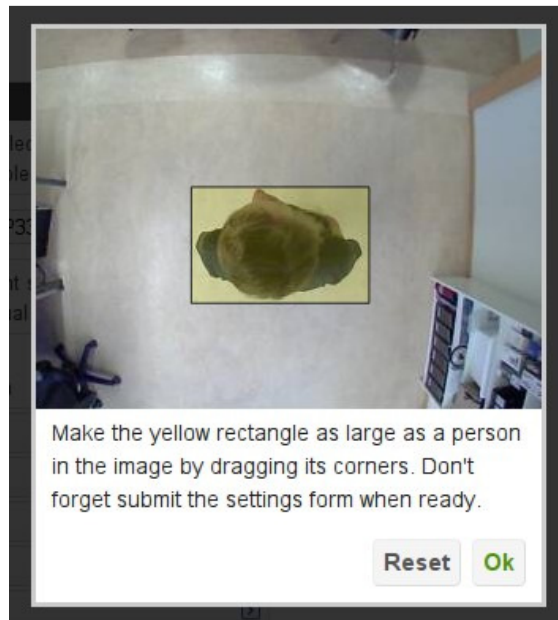 Make the yellow rectangle as large as a person
in the image by dragging its corners. Don't
forget submit the settings form when ready.
Reset Ok